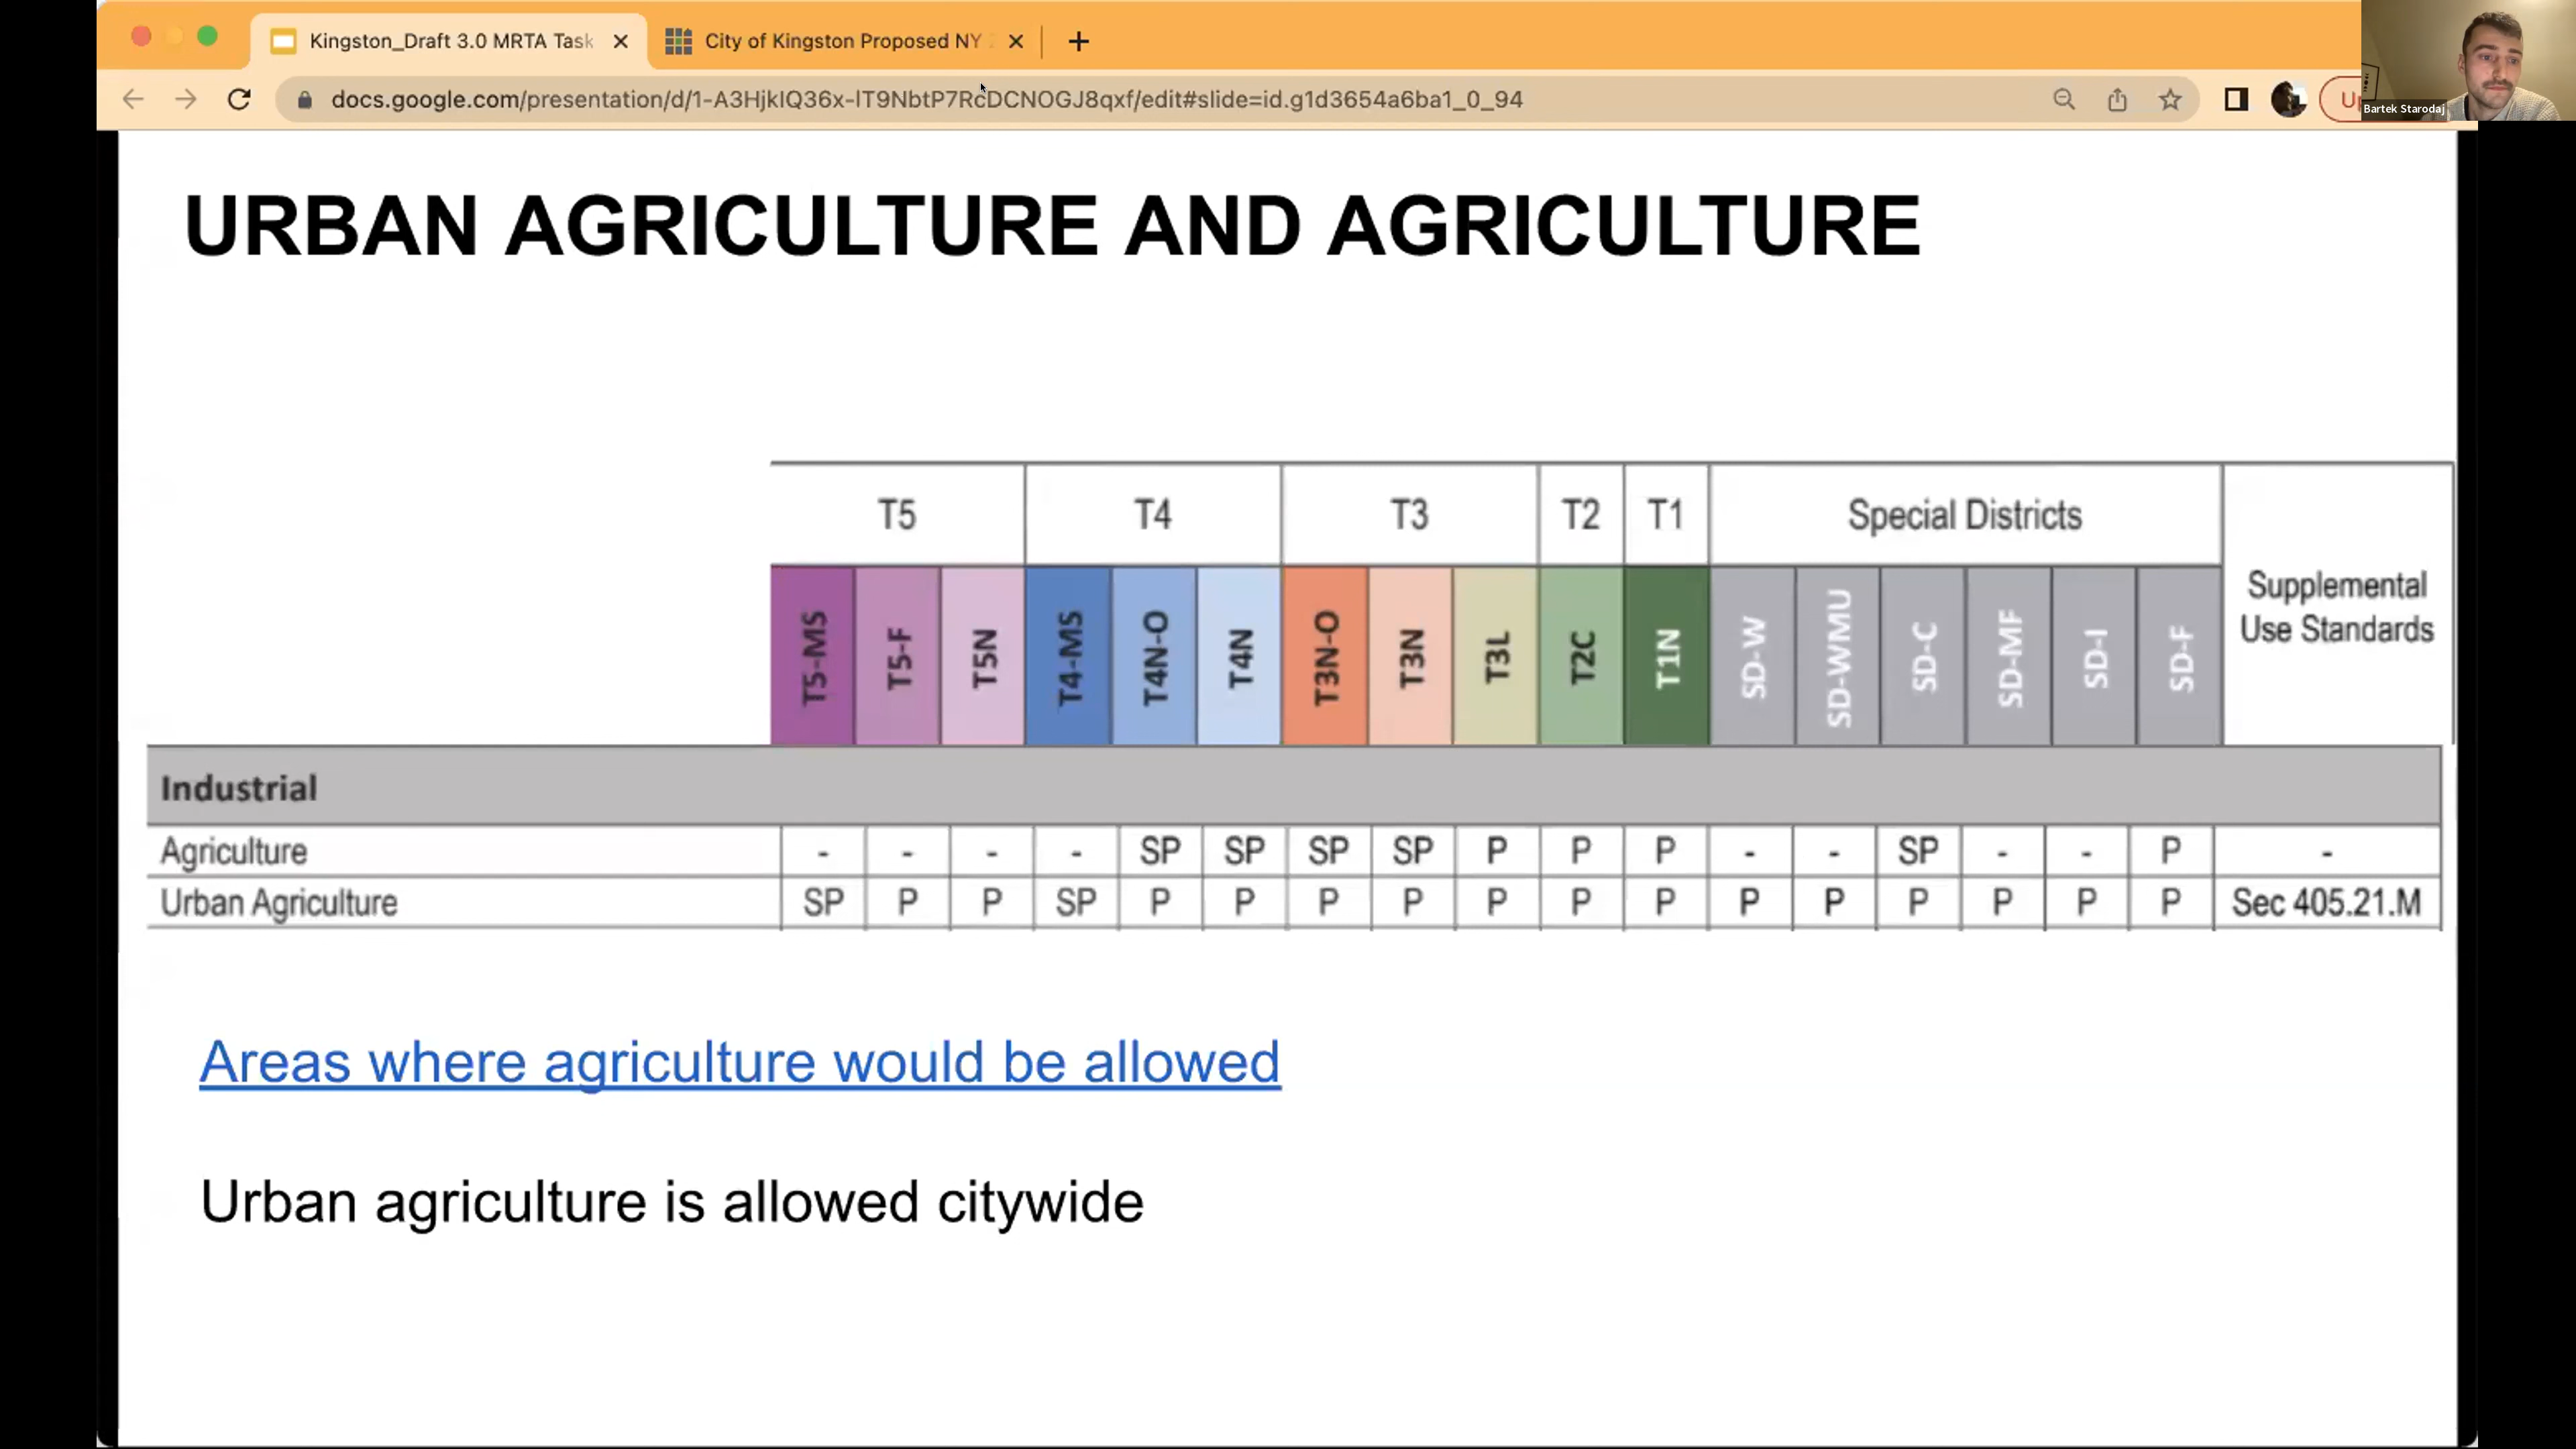 Kingston_Draft 3.0 MRTA Task
City of Kingston Proposed NY
docs.google.com/presentation/d/1-A3HjklQ36x-lT9NbtP7RcDCNOGJ8qxf/edit#slide=id.g1d3654a6ba1_0_94
Bartek Starodaj
URBAN AGRICULTURE AND AGRICULTURE
T5 T4 T3 T2 T1 Special Districts
Supplemental
Use Standards
T5-MS T5-F T5N T4-MS T4N-O T4N T3N-O T3N T3L T2C T1N SD-W SD-WMU SD-C SD-MF SD-I SD-F
Industrial
Agriculture - - - - SP SP SP SP P P P - - SP - - P -
Urban Agriculture SP P P SP P P P P P P P P P P P P P Sec 405.21.M
Areas where agriculture would be allowed
Urban agriculture is allowed citywide